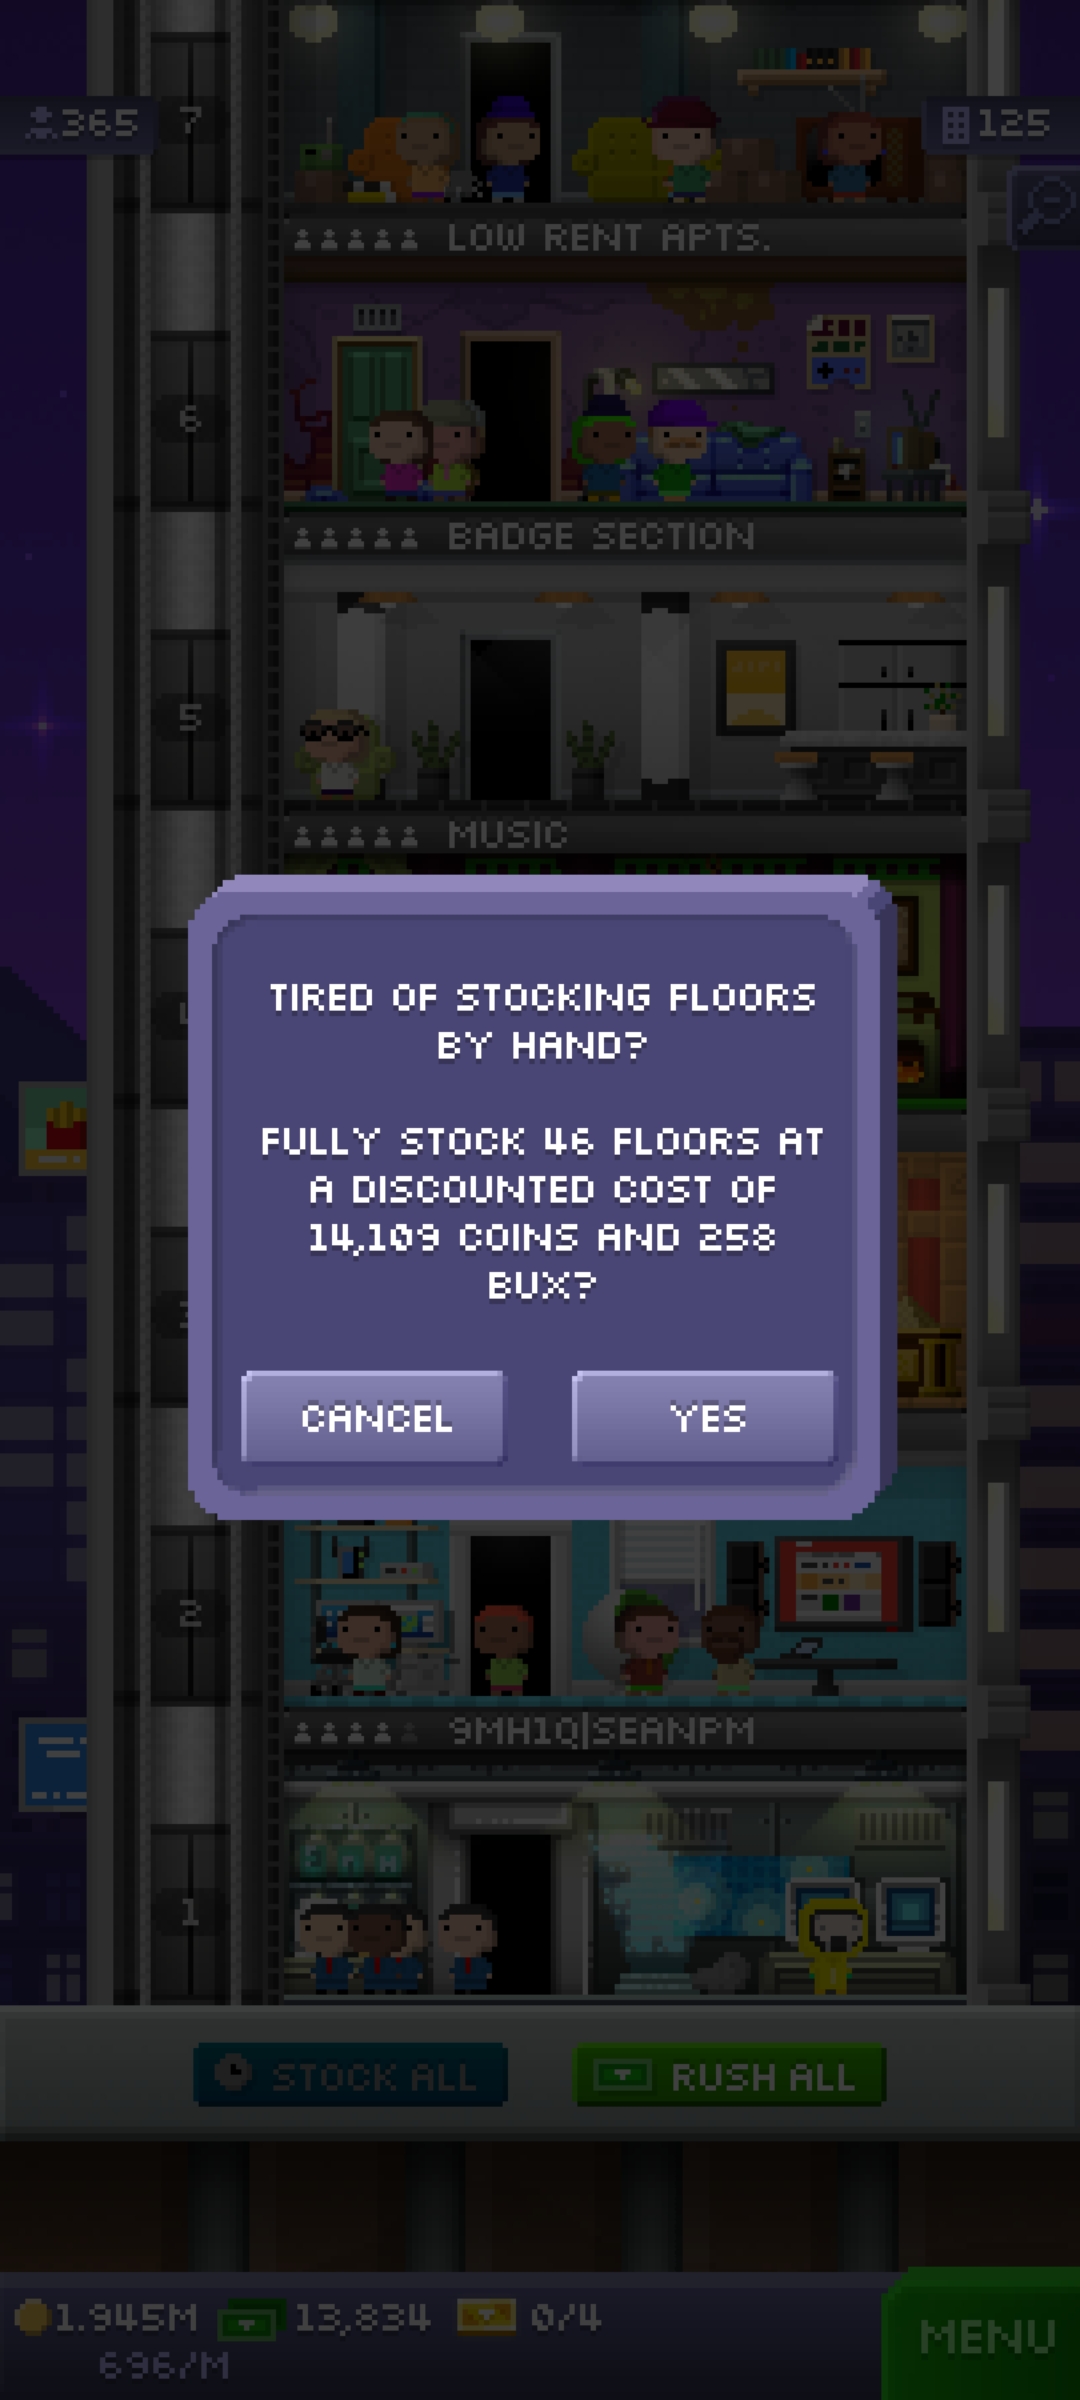 365
7
125
LOW RENT APTS.
6
BADGE SECTION
5
MUSIC
TIRED OF STOCKING FLOORS
BY HAND?
FULLY STOCK 46 FLOORS AT
A DISCOUNTED COST OF
14,109 COINS AND 258
BUX?
CANCEL
YES
2
9MH1Q|SEANPM
1
STOCK ALL
RUSH ALL
1.945M
13,834
0/4
696/M
MENU